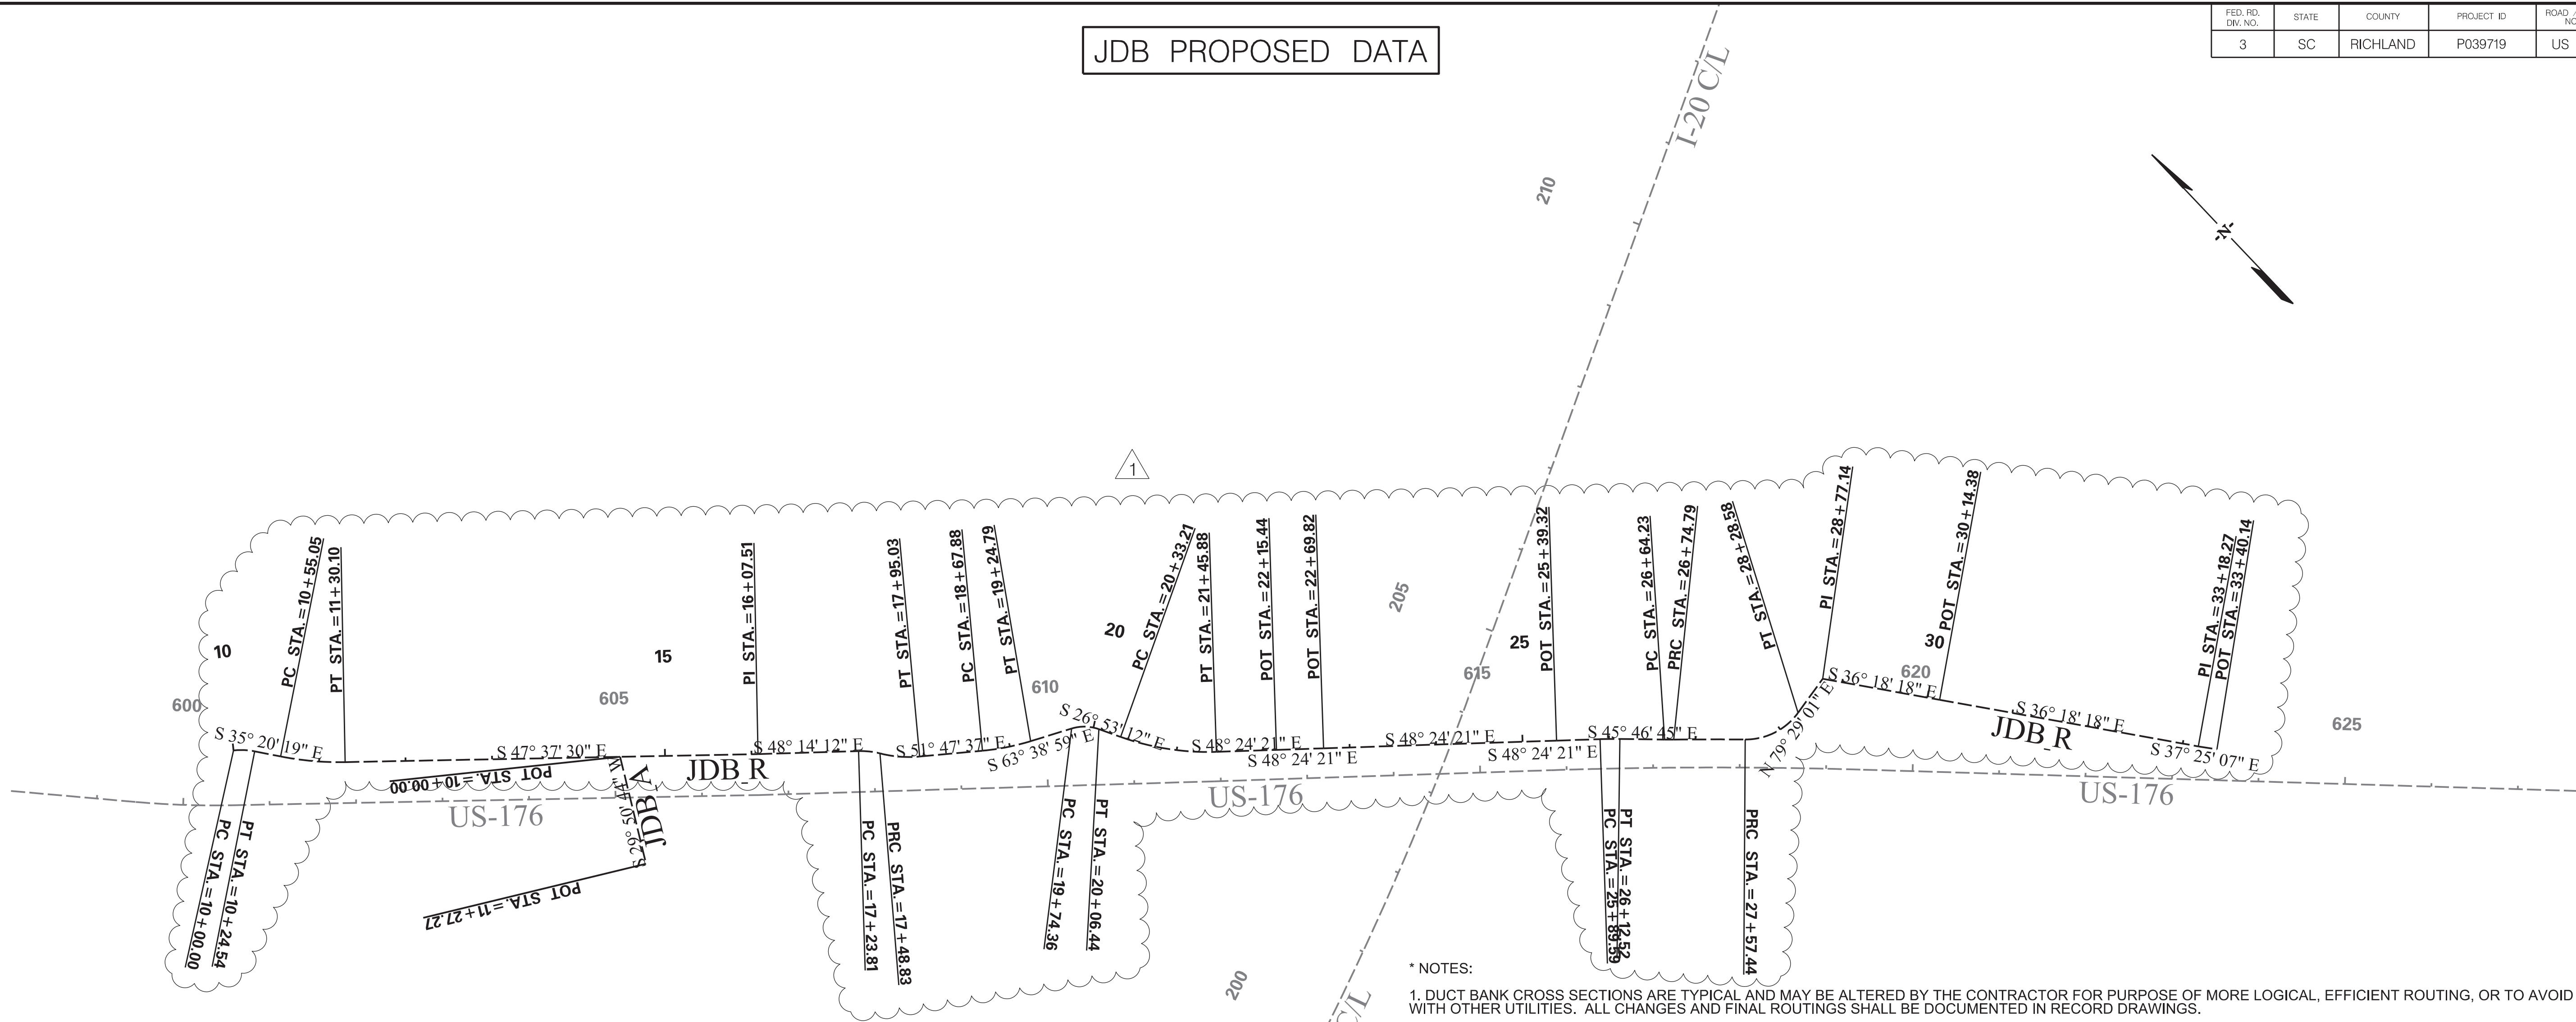 JDB PROPOSED DATA
FED. RD. DIV. NO.
STATE
COUNTY
PROJECT ID
ROAD
3
SC
RICHLAND
P039719
US
I-20 C/L
210
-N-
1
PC STA. = 10+55.05
PT STA. = 11+30.10
PI STA. = 16+07.51
PT STA. = 17+95.03
PC STA. = 18+67.88
PT STA. = 19+24.79
PC STA. = 20+33.21
PT STA. = 21+45.88
POT STA. = 22+15.44
POT STA. = 22+69.82
POT STA. = 25+39.32
PC STA. = 26+64.23
PRC STA. = 26+74.79
PT STA. = 28+28.58
PI STA. = 28+77.14
POT STA. = 30+14.38
PI STA. = 33+18.27
POT STA. = 33+40.14
10
15
20
25
30
600
605
610
205
615
620
625
S 35° 20' 19" E
S 47° 37' 30" E
S 48° 14' 12" E
S 51° 47' 37" E
S 63° 38' 59" E
S 26° 53' 12" E
S 48° 24' 21" E
S 48° 24' 21" E
S 48° 24' 21" E
S 48° 24' 21" E
S 45° 46' 45" E
N 79° 29' 01" E
S 36° 18' 18" E
S 36° 18' 18" E
S 37° 25' 07" E
JDB_R
JDB_R
JDB A
S 29° 50' 44" W
POT STA. = 10+00.00
POT STA. = 11+27.27
US-176
US-176
US-176
PC STA. = 10+00.00
PT STA. = 10+24.54
PC STA. = 17+23.81
PRC STA. = 17+48.83
PC STA. = 19+74.36
PT STA. = 20+06.44
PC STA. = 25+89.59
PT STA. = 26+12.52
PRC STA. = 27+57.44
200
C/L
* NOTES:
1. DUCT BANK CROSS SECTIONS ARE TYPICAL AND MAY BE ALTERED BY THE CONTRACTOR FOR PURPOSE OF MORE LOGICAL, EFFICIENT ROUTING, OR TO AVOID
WITH OTHER UTILITIES. ALL CHANGES AND FINAL ROUTINGS SHALL BE DOCUMENTED IN RECORD DRAWINGS.